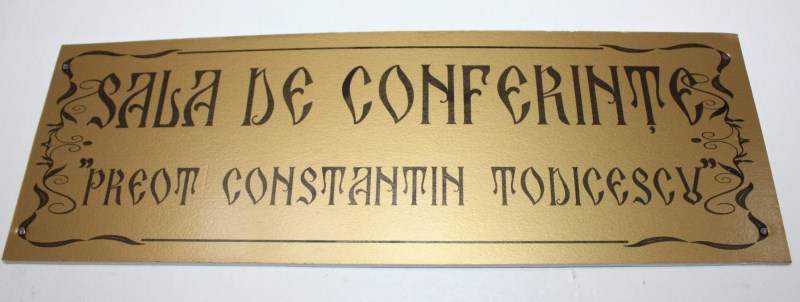 SALA DE CONFERINȚE
"PREOT CONSTANTIN TODICESCU"